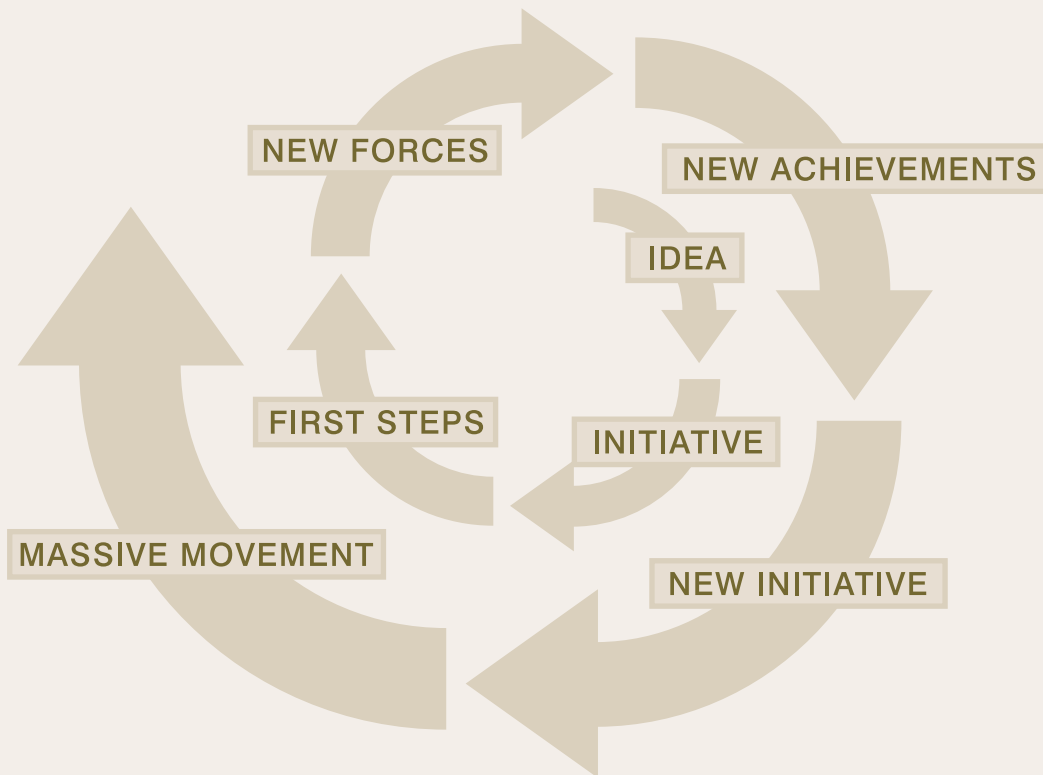 NEW FORCES
NEW ACHIEVEMENTS
IDEA
FIRST STEPS
INITIATIVE
MASSIVE MOVEMENT
NEW INITIATIVE